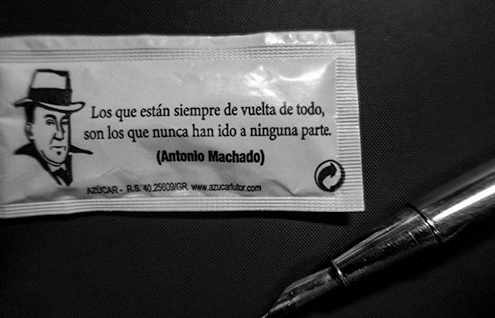 Los que están siempre de vuelta de todo,
son los que nunca han ido a ninguna parte.
(Antonio Machado)
AZÚCAR - R.S. 40.25609/GR www.azucarlutor.com